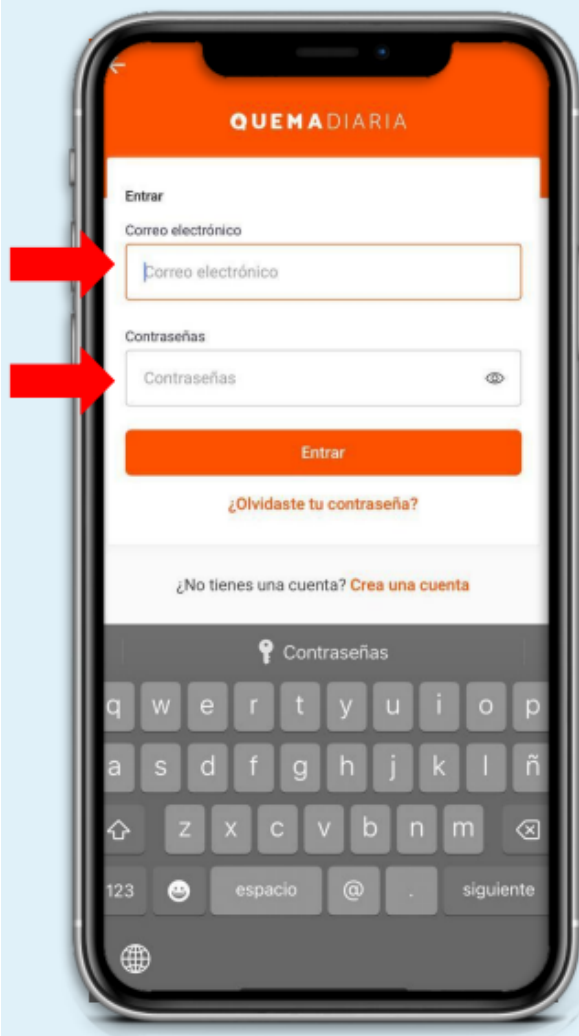 QUEMADIARIA
Entrar
Correo electrónico
Correo electrónico
Contraseñas
Contraseñas
Entrar
¿Olvidaste tu contraseña?
¿No tienes una cuenta? Crea una cuenta
Contraseñas
q w e r t y u i o p
a s d f g h j k l ñ
z x c v b n m
123 espacio @ . siguiente